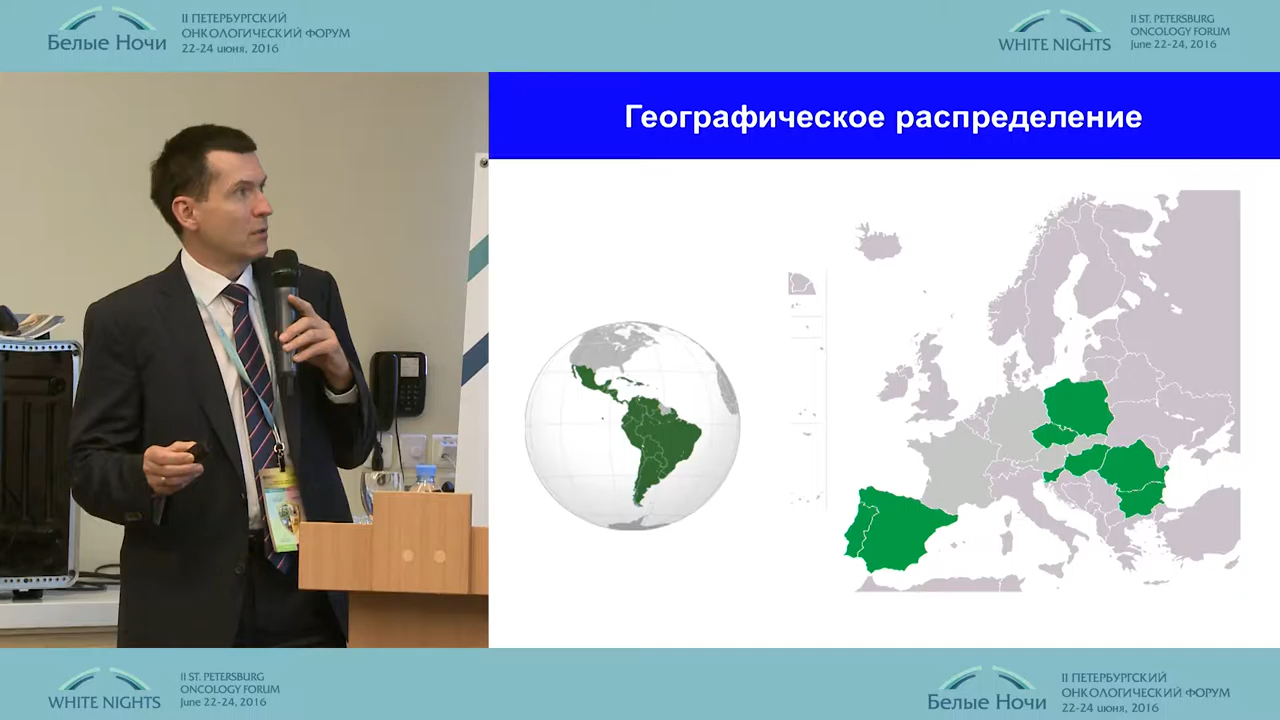 Белые Ночи
II ПЕТЕРБУРГСКИЙ
ОНКОЛОГИЧЕСКИЙ ФОРУМ
22-24 июня, 2016
WHITE NIGHTS
II ST. PETERSBURG
ONCOLOGY FORUM
June 22-24, 2016
Географическое распределение
WHITE NIGHTS
II ST. PETERSBURG
ONCOLOGY FORUM
June 22-24, 2016
Белые Ночи
II ПЕТЕРБУРГСКИЙ
ОНКОЛОГИЧЕСКИЙ ФОРУМ
22-24 июня, 2016